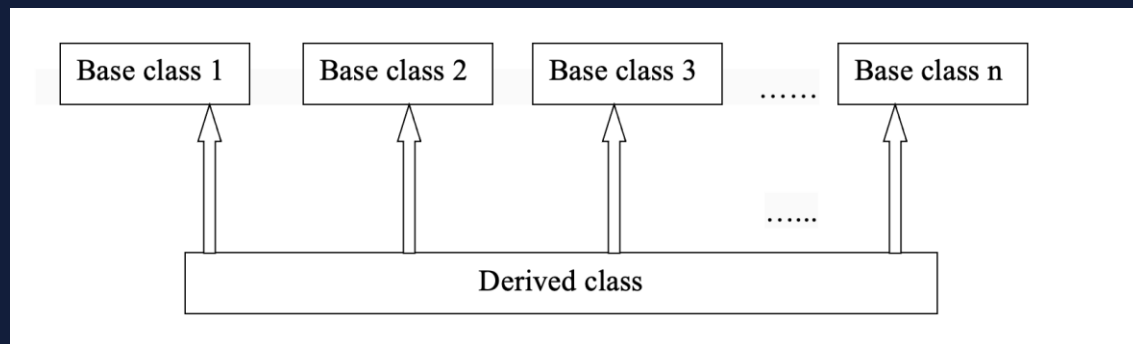 Base class 1
Base class 2
Base class 3
......
Base class n
......
Derived class